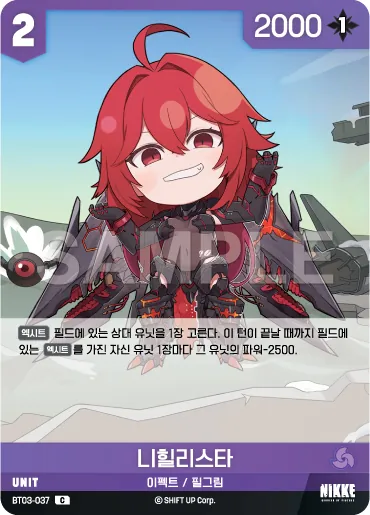 2
2000 1
SAMPLE
엑시트 필드에 있는 상대 유닛을 1장 고른다. 이 턴이 끝날 때까지 필드에
있는 엑시트 를 가진 자신 유닛 1장마다 그 유닛의 파워-2500.
니힐리스타
UNIT
이펙트 / 필그림
BT03-037 C
© SHIFT UP Corp.
NIKKE